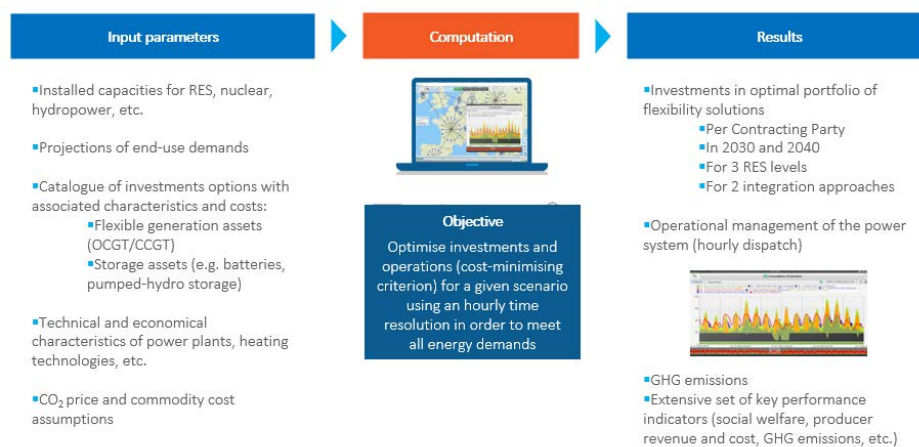 Input parameters
▪Installed capacities for RES, nuclear,
hydropower, etc.
▪Projections of end-use demands
▪Catalogue of investments options with
associated characteristics and costs:
▪Flexible generation assets
(OCGT/CCGT)
▪Storage assets (e.g. batteries,
pumped-hydro storage)
▪Technical and economical
characteristics of power plants, heating
technologies, etc.
▪CO₂ price and commodity cost
assumptions
Computation
Objective
Optimise investments and
operations (cost-minimising
criterion) for a given scenario
using an hourly time
resolution in order to meet
all energy demands
Results
▪Investments in optimal portfolio of
flexibility solutions
▪Per Contracting Party
▪In 2030 and 2040
▪For 3 RES levels
▪For 2 integration approaches
▪Operational management of the power
system (hourly dispatch)
▪GHG emissions
▪Extensive set of key performance
indicators (social welfare, producer
revenue and cost, GHG emissions, etc.)